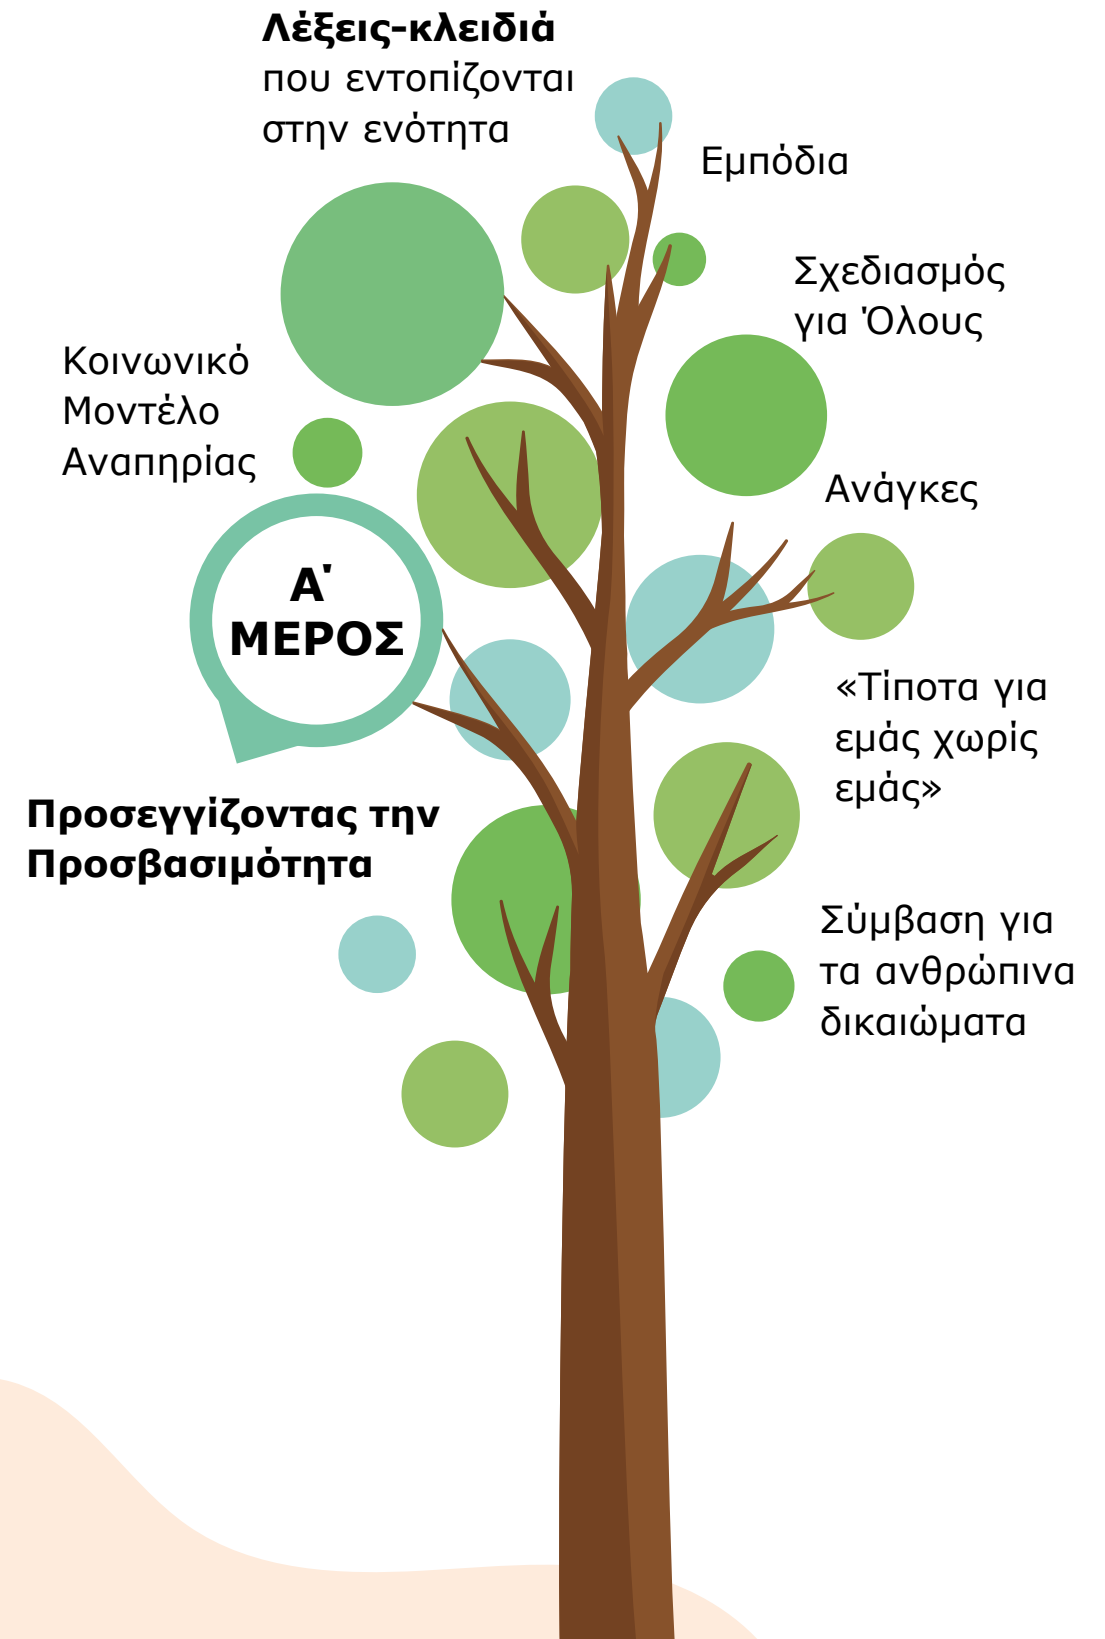 Λέξεις-κλειδιά
που εντοπίζονται
στην ενότητα
Εμπόδια
Σχεδιασμός
για Όλους
Κοινωνικό
Μοντέλο
Αναπηρίας
Ανάγκες
Α'
ΜΕΡΟΣ
«Τίποτα για
εμάς χωρίς
εμάς»
Προσεγγίζοντας την
Προσβασιμότητα
Σύμβαση για
τα ανθρώπινα
δικαιώματα